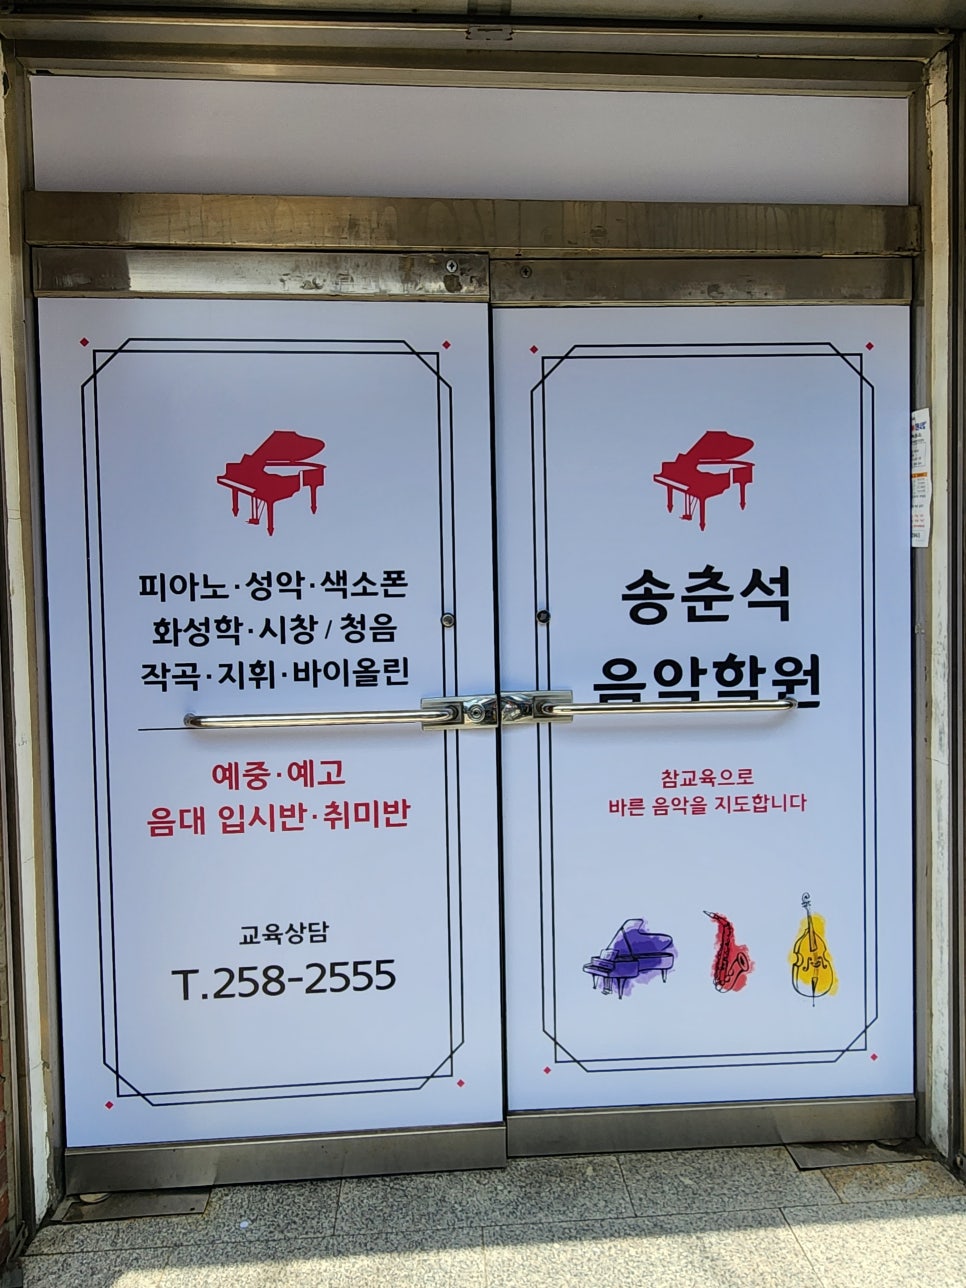 피아노·성악·색소폰
화성학·시창/청음
작곡·지휘·바이올린
예중·예고
음대 입시반·취미반
교육상담
T.258-2555
송춘석
음악학원
참교육으로
바른 음악을 지도합니다